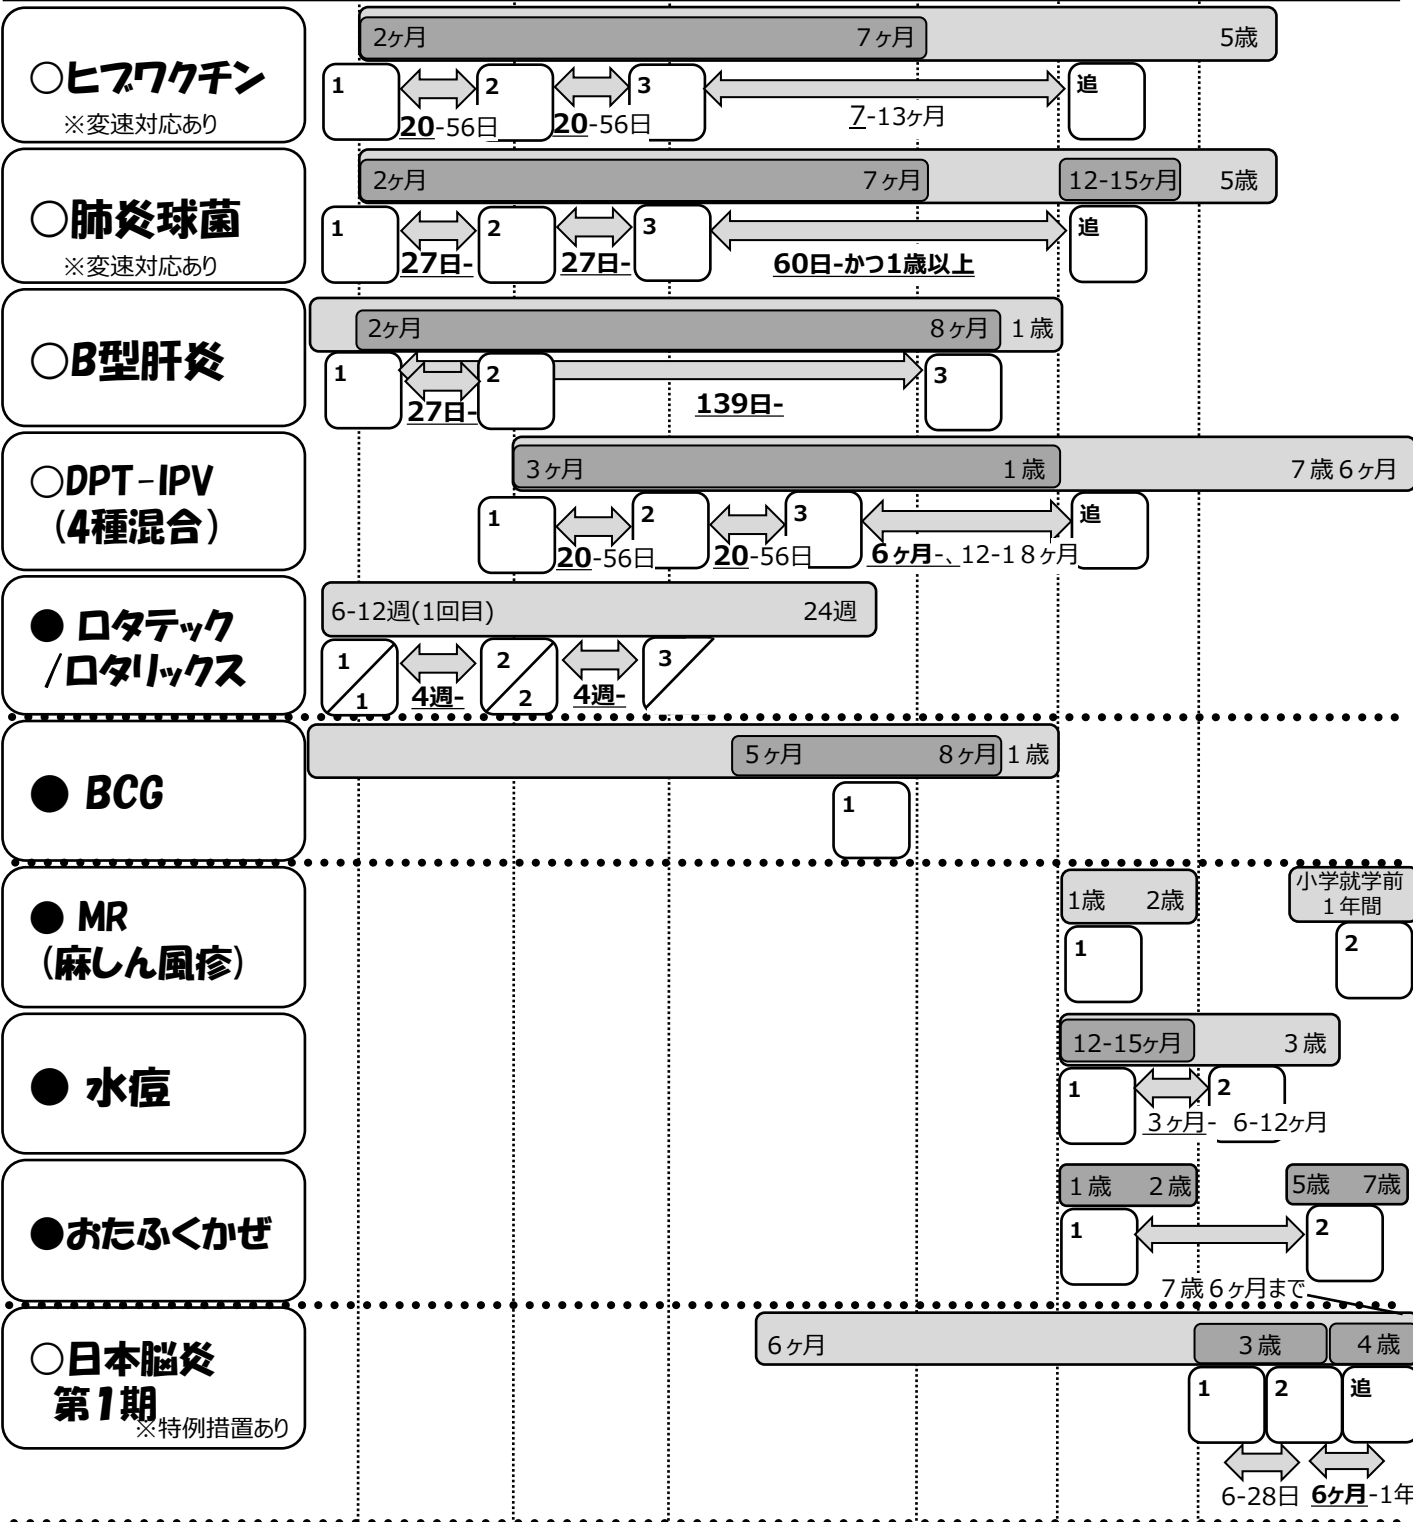 ○ヒブワクチン
※変速対応あり
2ヶ月 7ヶ月 5歳
1 2 3 追
20-56日 20-56日 7-13ヶ月
○肺炎球菌
※変速対応あり
2ヶ月 7ヶ月 12-15ヶ月 5歳
1 2 3 追
27日- 27日- 60日-かつ1歳以上
○B型肝炎
2ヶ月 8ヶ月 1歳
1 2 3
27日- 139日-
○DPT-IPV
(4種混合)
3ヶ月 1歳 7歳6ヶ月
1 2 3 追
20-56日 20-56日 6ヶ月-、12-18ヶ月
● ロタテック
/ロタリックス
6-12週(1回目) 24週
1 2 3
1 2
4週- 4週-
● BCG
5ヶ月 8ヶ月 1歳
1
● MR
(麻しん風疹)
1歳 2歳
小学就学前
1年間
1 2
● 水痘
12-15ヶ月 3歳
1 2
3ヶ月- 6-12ヶ月
●おたふくかぜ
1歳 2歳 5歳 7歳
1 2
7歳6ヶ月まで
○日本脳炎
第1期
※特例措置あり
6ヶ月 3歳 4歳
1 2 追
6-28日 6ヶ月-1年